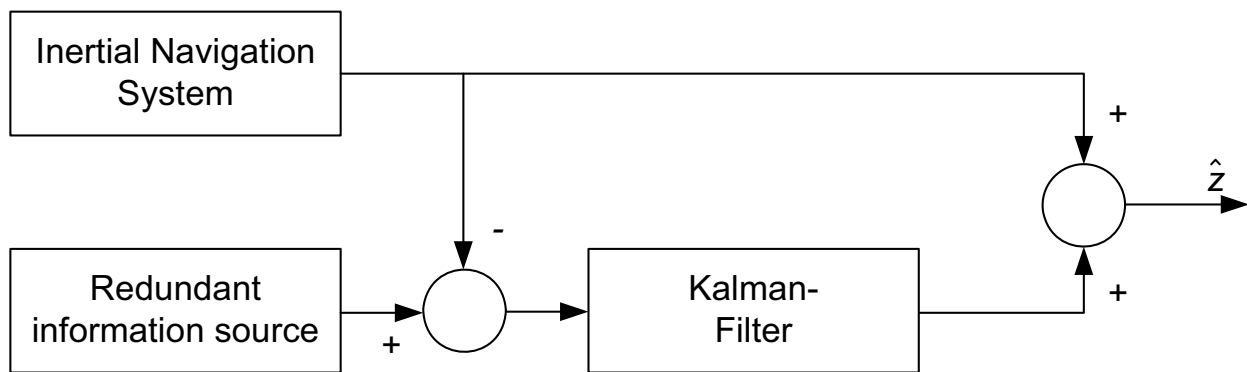 Inertial Navigation
System
+
ẑ
-
Redundant
information source
+
Kalman-
Filter
+